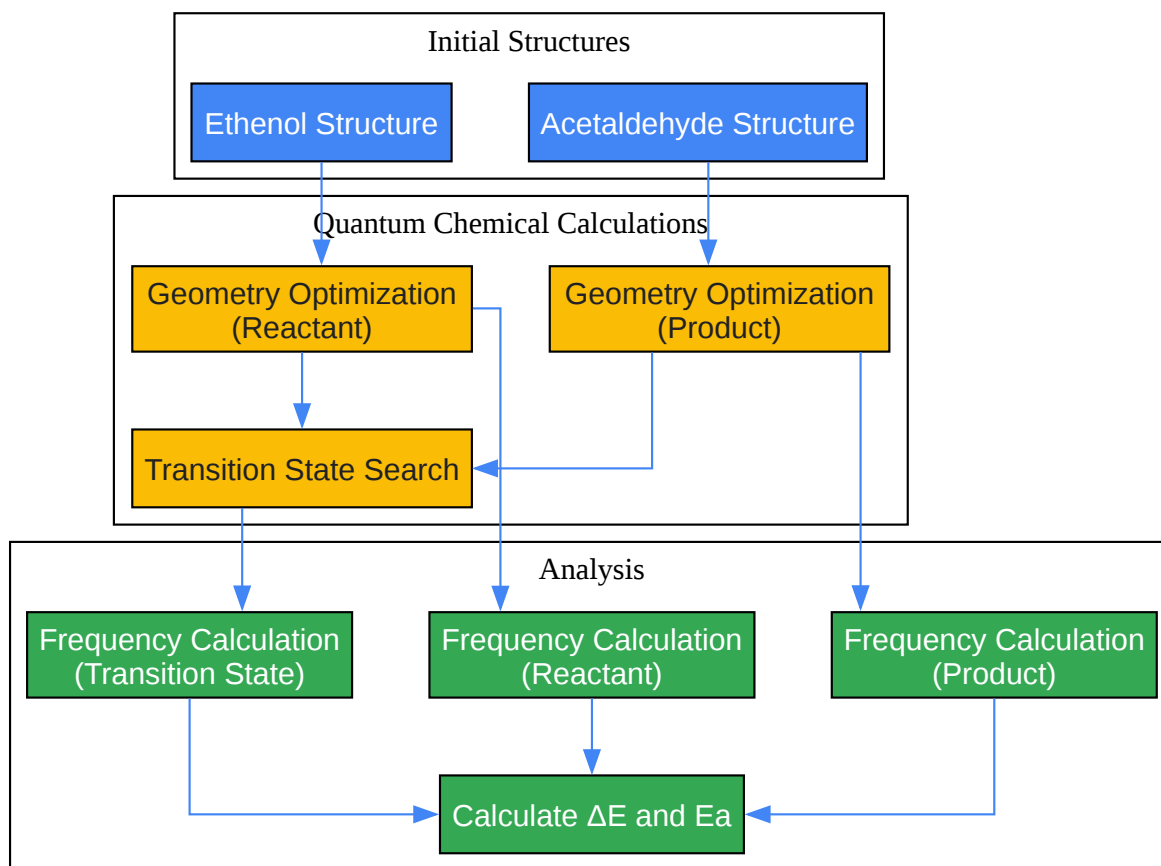 Initial Structures
Ethenol Structure
Acetaldehyde Structure
Quantum Chemical Calculations
Geometry Optimization
(Reactant)
Geometry Optimization
(Product)
Transition State Search
Analysis
Frequency Calculation
(Transition State)
Frequency Calculation
(Reactant)
Frequency Calculation
(Product)
Calculate ΔE and Ea